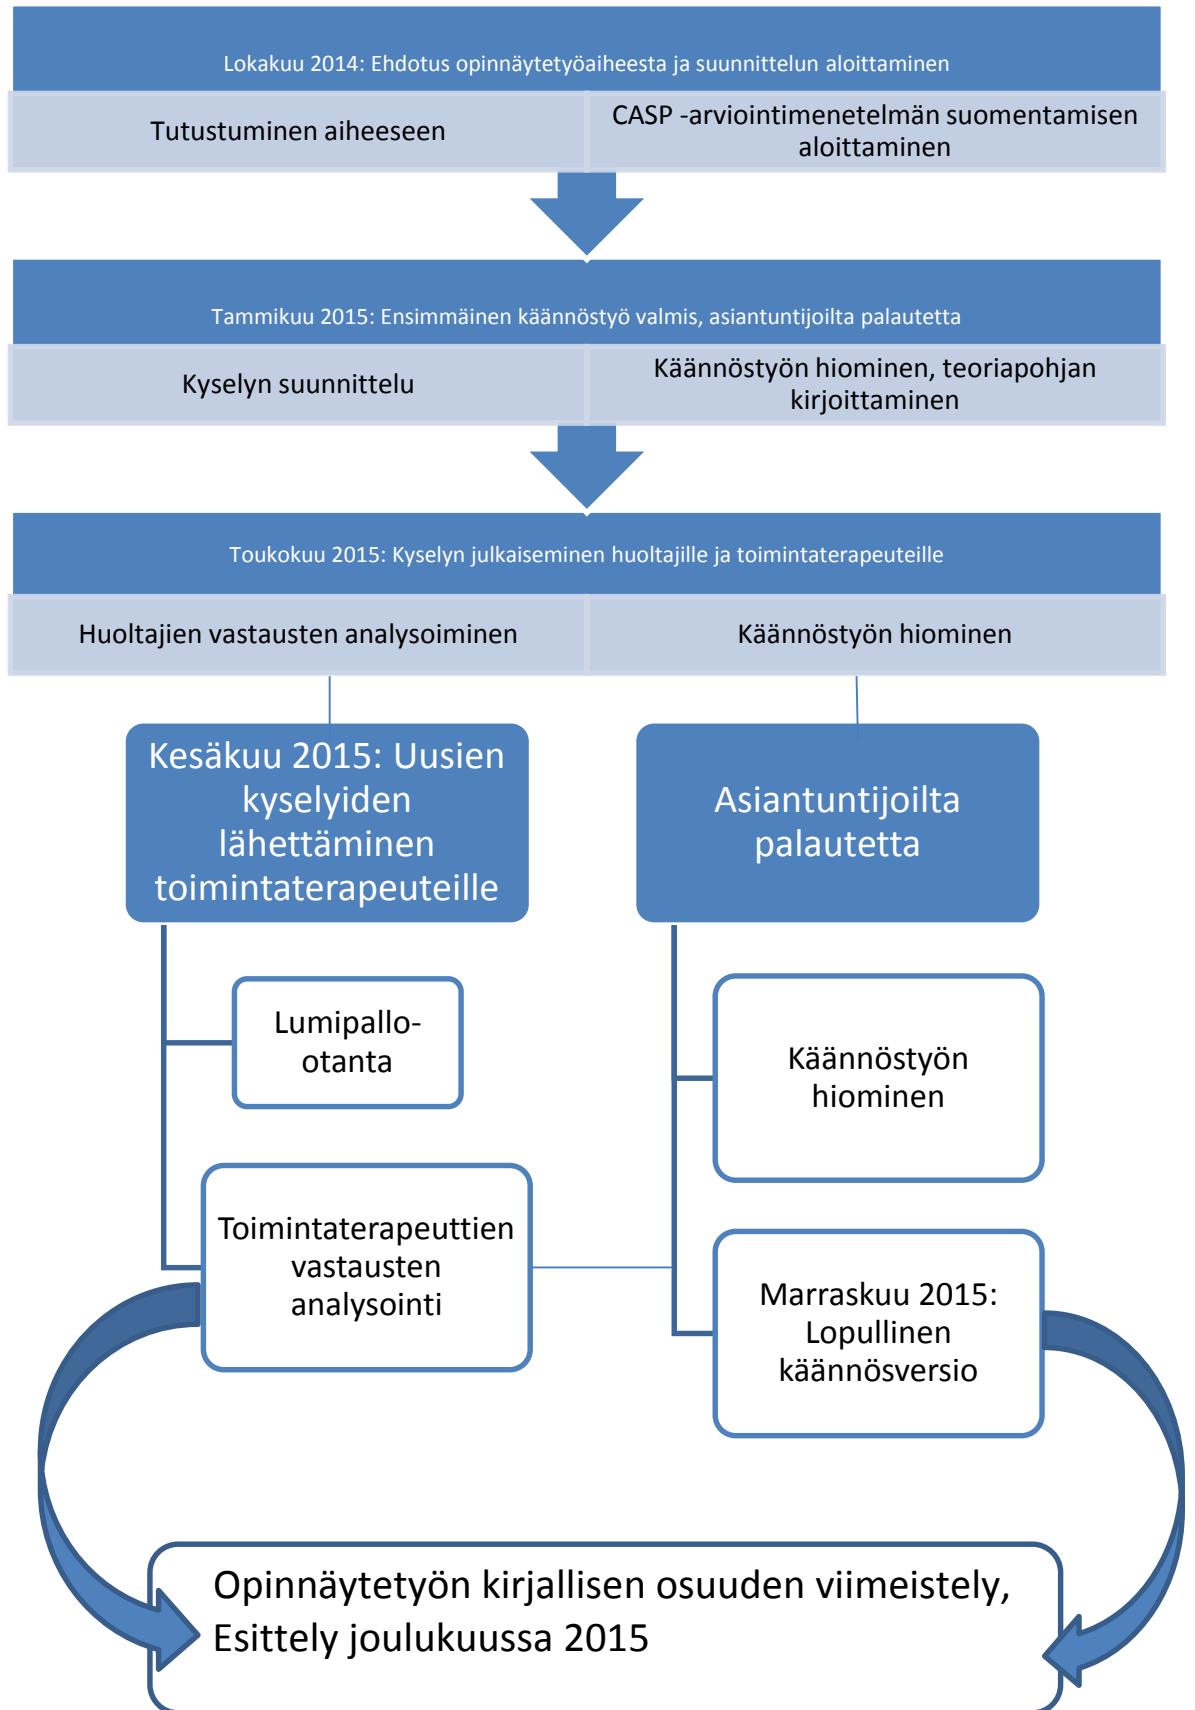 Lokakuu 2014: Ehdotus opinnäytetyöaiheesta ja suunnittelun aloittaminen
Tutustuminen aiheeseen
CASP -arviointimenetelmän suomentamisen
aloittaminen
Tammikuu 2015: Ensimmäinen käännöstyö valmis, asiantuntijoilta palautetta
Kyselyn suunnittelu
Käännöstyön hiominen, teoriapohjan
kirjoittaminen
Toukokuu 2015: Kyselyn julkaiseminen huoltajille ja toimintaterapeuteille
Huoltajien vastausten analysoiminen
Käännöstyön hiominen
Kesäkuu 2015: Uusien
kyselyiden
lähettäminen
toimintaterapeuteille
Asiantuntijoilta
palautetta
Lumipallo-
otanta
Käännöstyön
hiominen
Toimintaterapeuttien
vastausten
analysointi
Marraskuu 2015:
Lopullinen
käännösversio
Opinnäytetyön kirjallisen osuuden viimeistely,
Esittely joulukuussa 2015